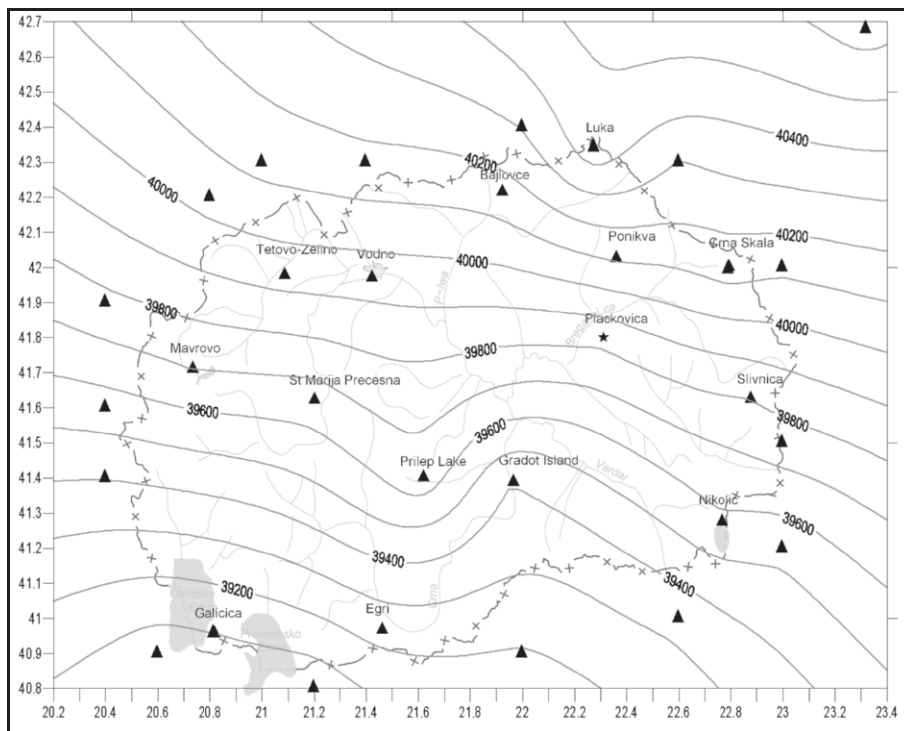 42.7
42.6
42.5
42.4
Luka
40400
42.3
40200
Bajlovce
42.2
40000
40200
Ponikva
Crna Skala
42.1
Tetovo-Zelino
Vodno
42
40000
41.9
39800
P-iwa
Bregalnica
Plackovica
40000
41.8
39800
Mavrovo
41.7
St Marija Precesna
Slivnica
39800
41.6
39600
39600
41.5
Prilep Lake
Gradot Island
Vardar
41.4
Nikolic
39600
41.3
39400
41.2
39400
41.1
39200
Crna
41
Galicica
Egri
Prespansko
40.9
40.8
20.2 20.4 20.6 20.8 21 21.2 21.4 21.6 21.8 22 22.2 22.4 22.6 22.8 23 23.2 23.4